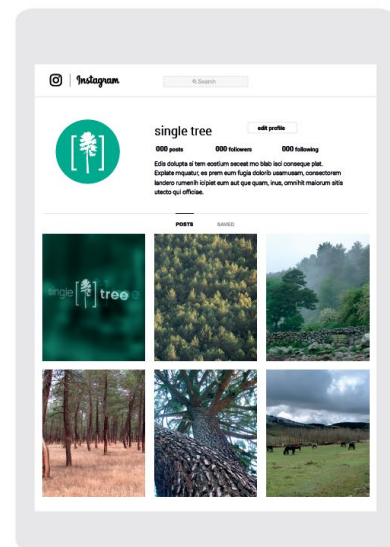 Instagram
Search
single tree
edit profile
000 posts
000 followers
000 following
Edis dolupta si tem eostium seceat mo blab isci conseque plat.
Explate mquatur, es prem eum fugia dolorib usamusam, consectorem
landero rumenih icipiet eum aut que quam, inus, omnihit maiorum sitis
utecto qui officiae.
POSTS
SAVED
single tree